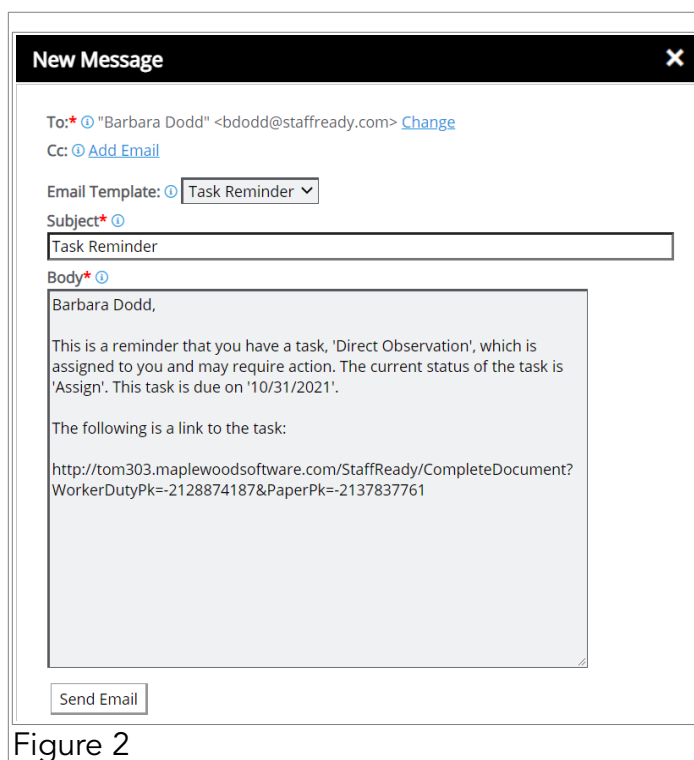 New Message
To:* "Barbara Dodd" <bdodd@staffready.com> Change
Cc: Add Email
Email Template: Task Reminder
Subject*
Task Reminder
Body*
Barbara Dodd,
This is a reminder that you have a task, 'Direct Observation', which is
assigned to you and may require action. The current status of the task is
'Assign'. This task is due on '10/31/2021'.
The following is a link to the task:
http://tom303.maplewoodsoftware.com/StaffReady/CompleteDocument?
WorkerDutyPk=-2128874187&PaperPk=-2137837761
Send Email
Figure 2